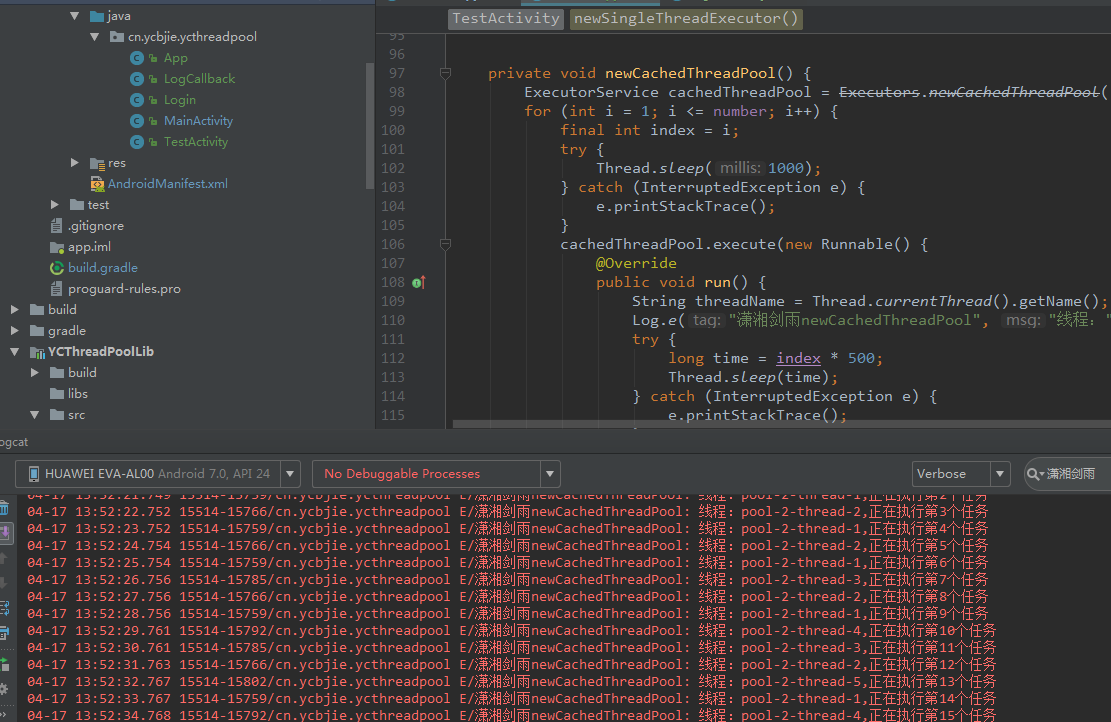 java
cn.ycbjie.ycthreadpool
App
LogCallback
Login
MainActivity
TestActivity
res
AndroidManifest.xml
test
.gitignore
app.iml
build.gradle
proguard-rules.pro
build
gradle
YCThreadPoolLib
build
libs
src
TestActivity newSingleThreadExecutor()
95
96
97 private void newCachedThreadPool() {
98 ExecutorService cachedThreadPool = Executors.newCachedThreadPool(
99 for (int i = 1; i <= number; i++) {
100 final int index = i;
101 try {
102 Thread.sleep( millis: 1000);
103 } catch (InterruptedException e) {
104 e.printStackTrace();
105 }
106 cachedThreadPool.execute(new Runnable() {
107 @Override
108 public void run() {
109 String threadName = Thread.currentThread().getName();
110 Log.e( tag: "潇湘剑雨newCachedThreadPool", msg: "线程："
111 try {
112 long time = index * 500;
113 Thread.sleep(time);
114 } catch (InterruptedException e) {
115 e.printStackTrace();
ogcat
HUAWEI EVA-AL00 Android 7.0, API 24 No Debuggable Processes Verbose 潇湘剑雨
04-17 13:52:21.749 15514-15759/cn.ycbjie.ycthreadpool E/潇湘剑雨newCachedThreadPool: 线程：pool-2-thread-1,正在执行第2个任务
04-17 13:52:22.752 15514-15766/cn.ycbjie.ycthreadpool E/潇湘剑雨newCachedThreadPool: 线程：pool-2-thread-2,正在执行第3个任务
04-17 13:52:23.754 15514-15759/cn.ycbjie.ycthreadpool E/潇湘剑雨newCachedThreadPool: 线程：pool-2-thread-1,正在执行第4个任务
04-17 13:52:24.754 15514-15766/cn.ycbjie.ycthreadpool E/潇湘剑雨newCachedThreadPool: 线程：pool-2-thread-2,正在执行第5个任务
04-17 13:52:25.754 15514-15759/cn.ycbjie.ycthreadpool E/潇湘剑雨newCachedThreadPool: 线程：pool-2-thread-1,正在执行第6个任务
04-17 13:52:26.756 15514-15785/cn.ycbjie.ycthreadpool E/潇湘剑雨newCachedThreadPool: 线程：pool-2-thread-3,正在执行第7个任务
04-17 13:52:27.756 15514-15766/cn.ycbjie.ycthreadpool E/潇湘剑雨newCachedThreadPool: 线程：pool-2-thread-2,正在执行第8个任务
04-17 13:52:28.756 15514-15759/cn.ycbjie.ycthreadpool E/潇湘剑雨newCachedThreadPool: 线程：pool-2-thread-1,正在执行第9个任务
04-17 13:52:29.761 15514-15792/cn.ycbjie.ycthreadpool E/潇湘剑雨newCachedThreadPool: 线程：pool-2-thread-4,正在执行第10个任务
04-17 13:52:30.761 15514-15785/cn.ycbjie.ycthreadpool E/潇湘剑雨newCachedThreadPool: 线程：pool-2-thread-3,正在执行第11个任务
04-17 13:52:31.763 15514-15766/cn.ycbjie.ycthreadpool E/潇湘剑雨newCachedThreadPool: 线程：pool-2-thread-2,正在执行第12个任务
04-17 13:52:32.767 15514-15802/cn.ycbjie.ycthreadpool E/潇湘剑雨newCachedThreadPool: 线程：pool-2-thread-5,正在执行第13个任务
04-17 13:52:33.767 15514-15759/cn.ycbjie.ycthreadpool E/潇湘剑雨newCachedThreadPool: 线程：pool-2-thread-1,正在执行第14个任务
04-17 13:52:34.768 15514-15792/cn.ycbjie.ycthreadpool E/潇湘剑雨newCachedThreadPool: 线程：pool-2-thread-4,正在执行第15个任务